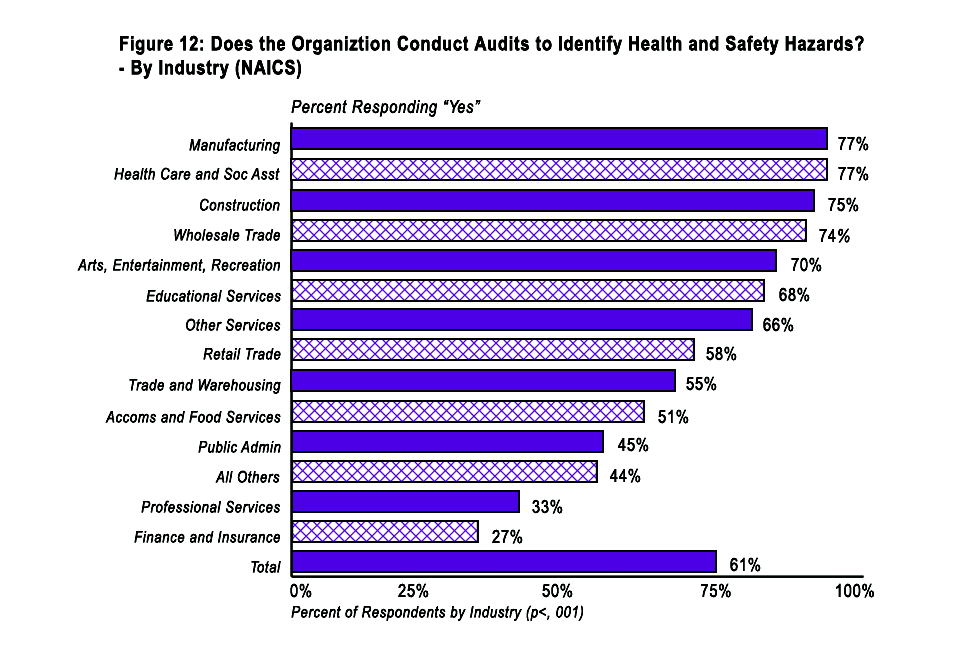 Figure 12: Does the Organiztion Conduct Audits to Identify Health and Safety Hazards?
- By Industry (NAICS)
Percent Responding “Yes”
Manufacturing 77%
Health Care and Soc Asst 77%
Construction 75%
Wholesale Trade 74%
Arts, Entertainment, Recreation 70%
Educational Services 68%
Other Services 66%
Retail Trade 58%
Trade and Warehousing 55%
Accoms and Food Services 51%
Public Admin 45%
All Others 44%
Professional Services 33%
Finance and Insurance 27%
Total 61%
0% 25% 50% 75% 100%
Percent of Respondents by Industry (p<, 001)